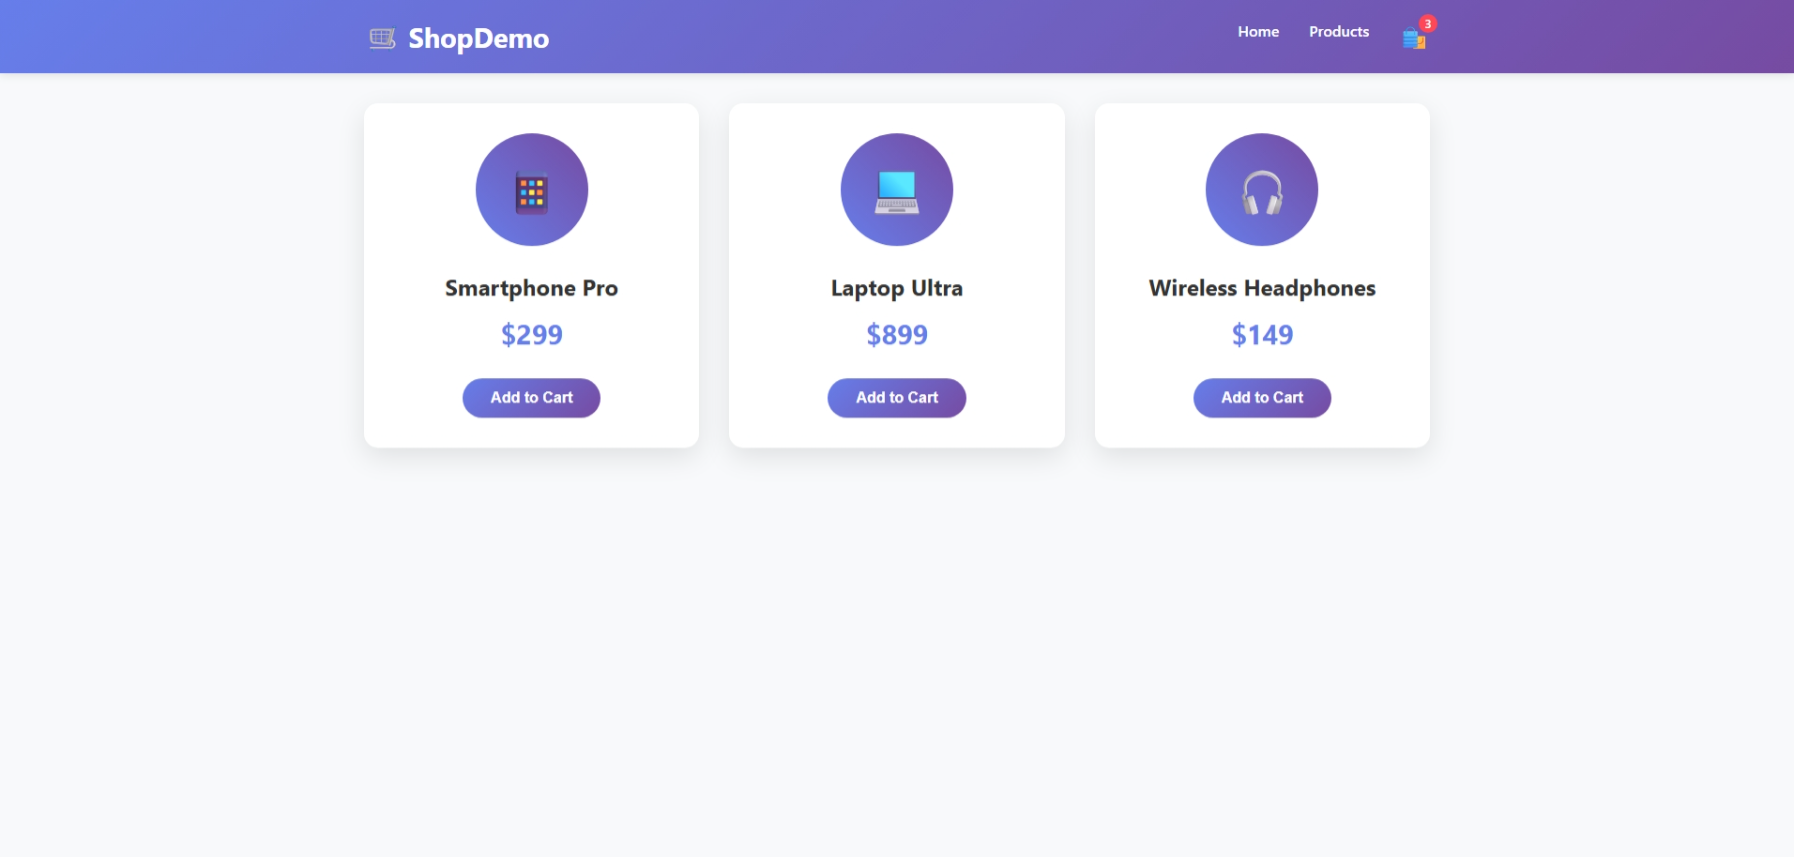 ShopDemo
Home Products 3
Smartphone Pro Laptop Ultra Wireless Headphones
$299 $899 $149
Add to Cart Add to Cart Add to Cart